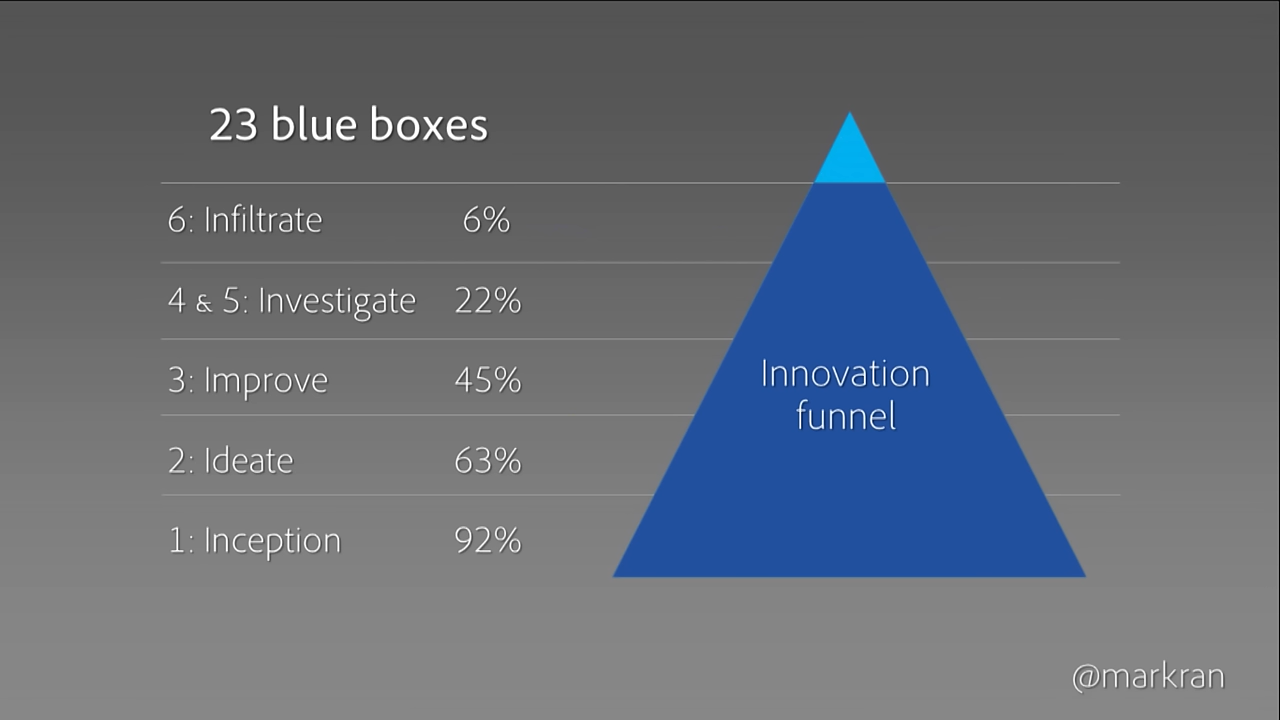 23 blue boxes
6: Infiltrate 6%
4 & 5: Investigate 22%
3: Improve 45%
2: Ideate 63%
1: Inception 92%
Innovation
funnel
@markran